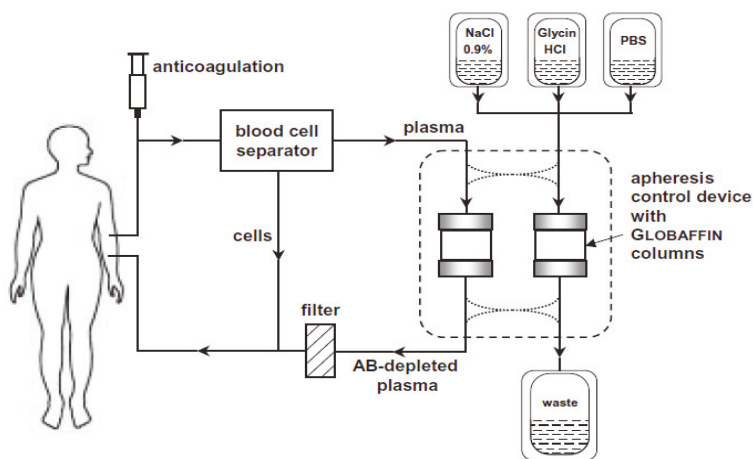 anticoagulation
NaCl
0.9%
Glycin
HCl
PBS
blood cell
separator
plasma
apheresis
control device
with
GLOBAFFIN
columns
cells
filter
AB-depleted
plasma
waste